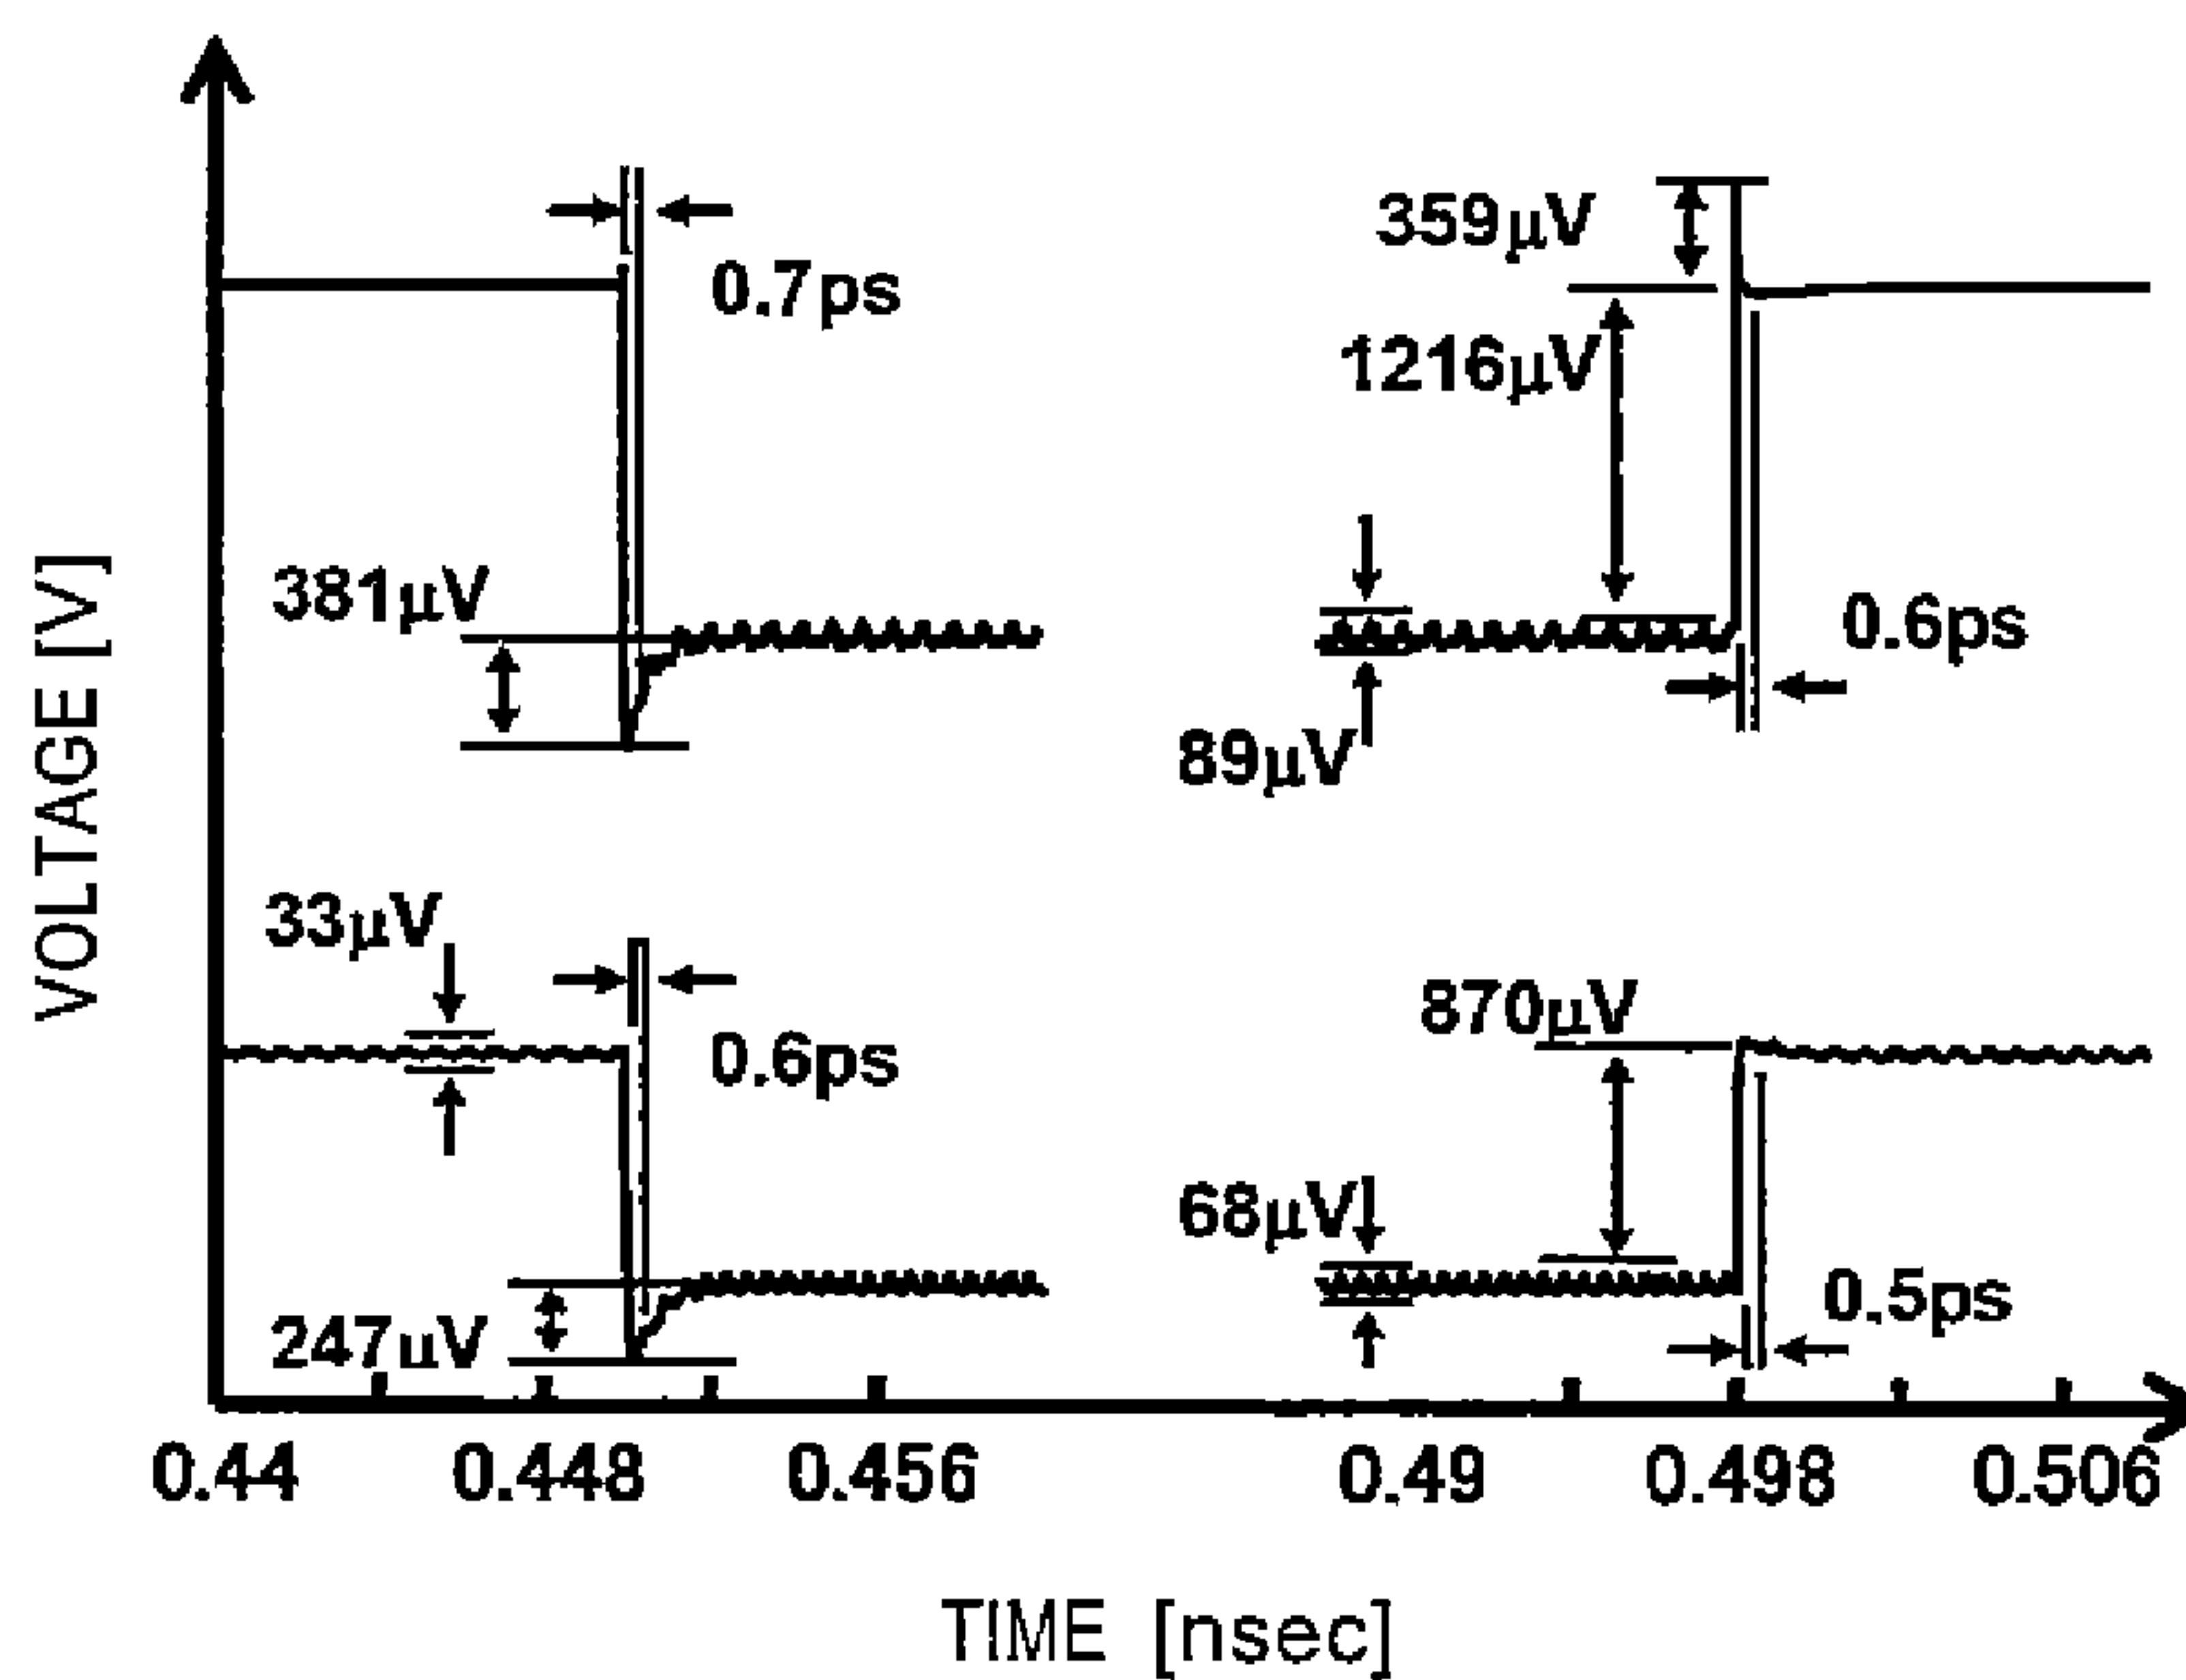 359µV
0.7ps
1216µV
381µV
0.6ps
89µV
33µV
870µV
0.6ps
68µV
0.5ps
247µV
0.44 0.448 0.456 0.49 0.498 0.506
VOLTAGE [V]
TIME [nsec]